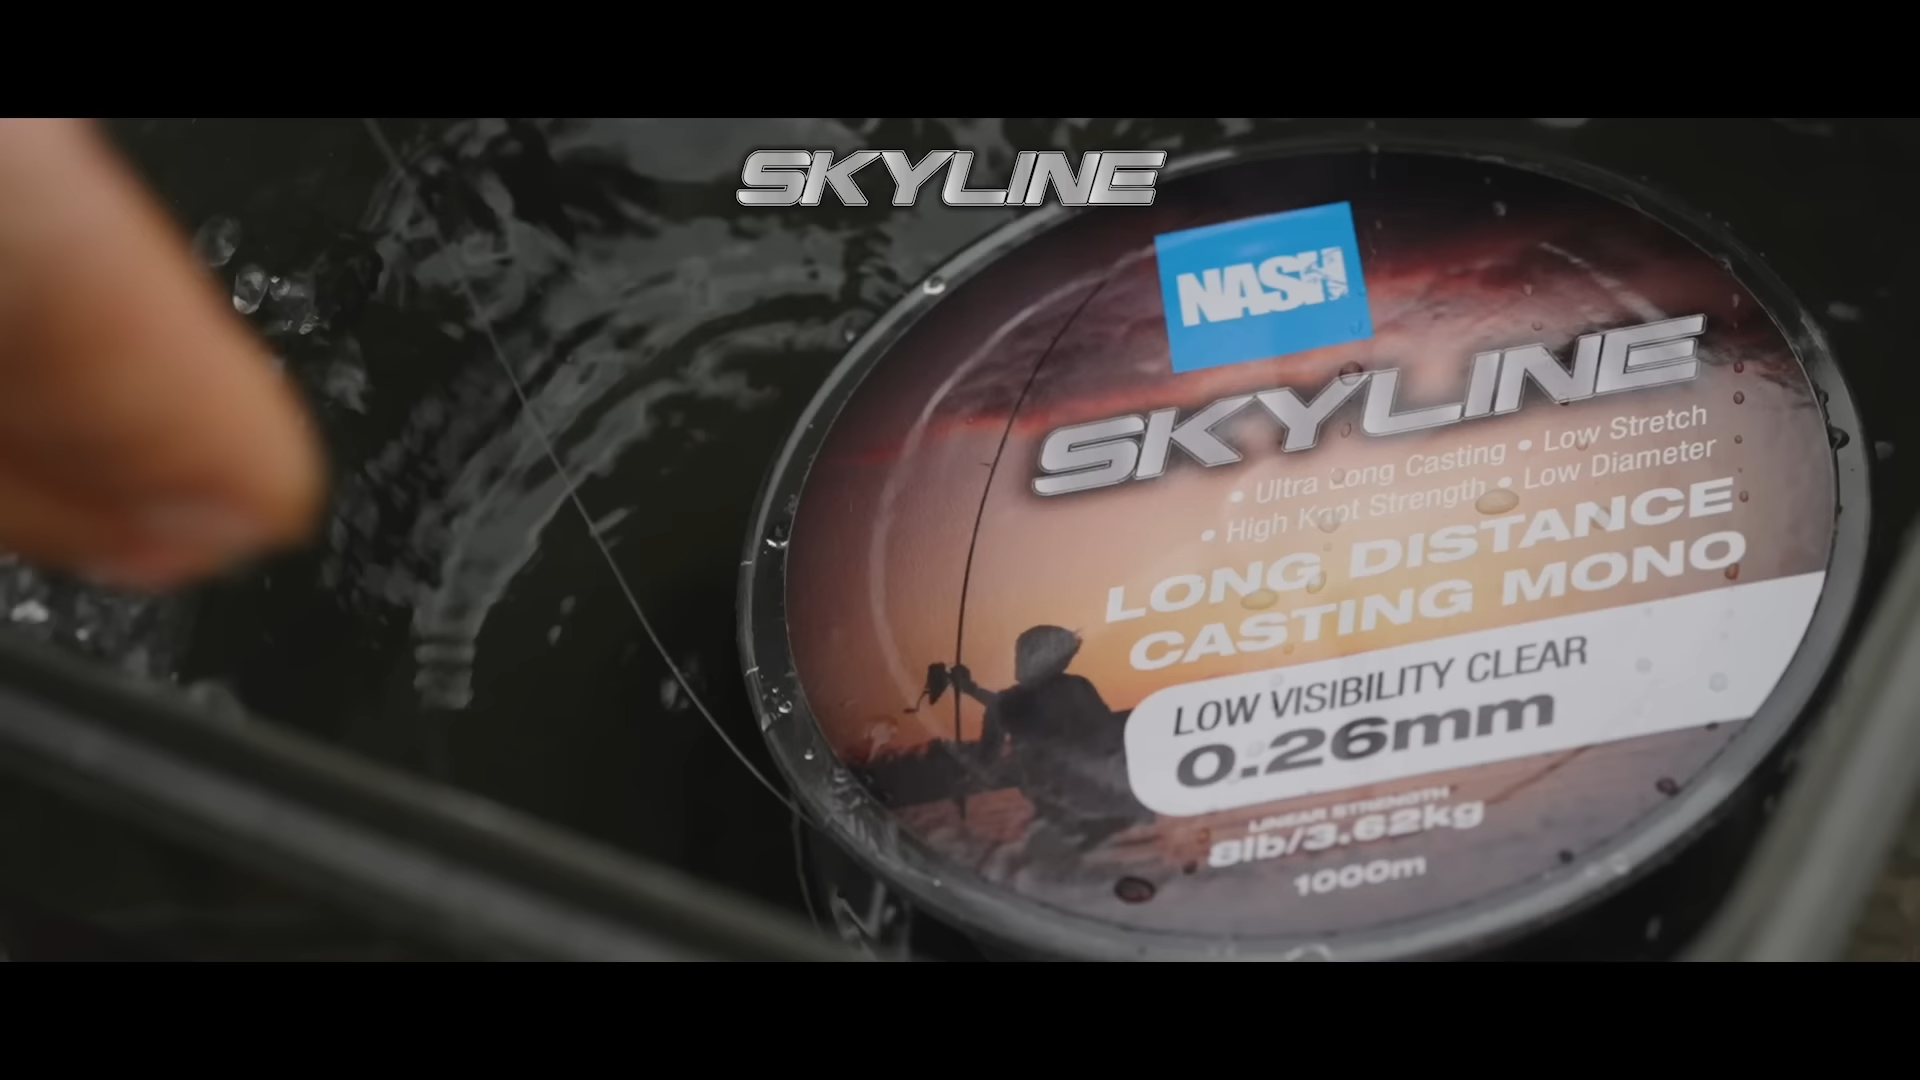 SKYLINE
NASH
SKYLINE
• Ultra Long Casting • Low Stretch
• High Knot Strength • Low Diameter
LONG DISTANCE
CASTING MONO
LOW VISIBILITY CLEAR
0.26mm
LINEAR STRENGTH
8lb/3.62kg
1000m